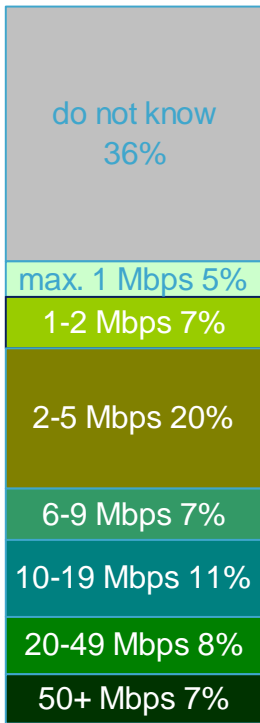 do not know
36%
max. 1 Mbps 5%
1-2 Mbps 7%
2-5 Mbps 20%
6-9 Mbps 7%
10-19 Mbps 11%
20-49 Mbps 8%
50+ Mbps 7%